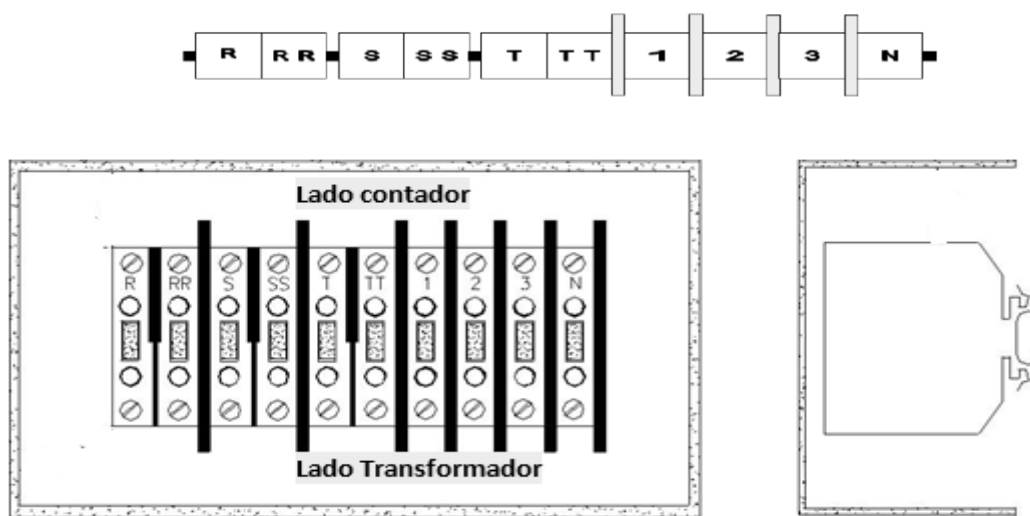 R RR S SS T TT 1 2 3 N
Lado contador
R RR S SS T TT 1 2 3 N
Lado Transformador